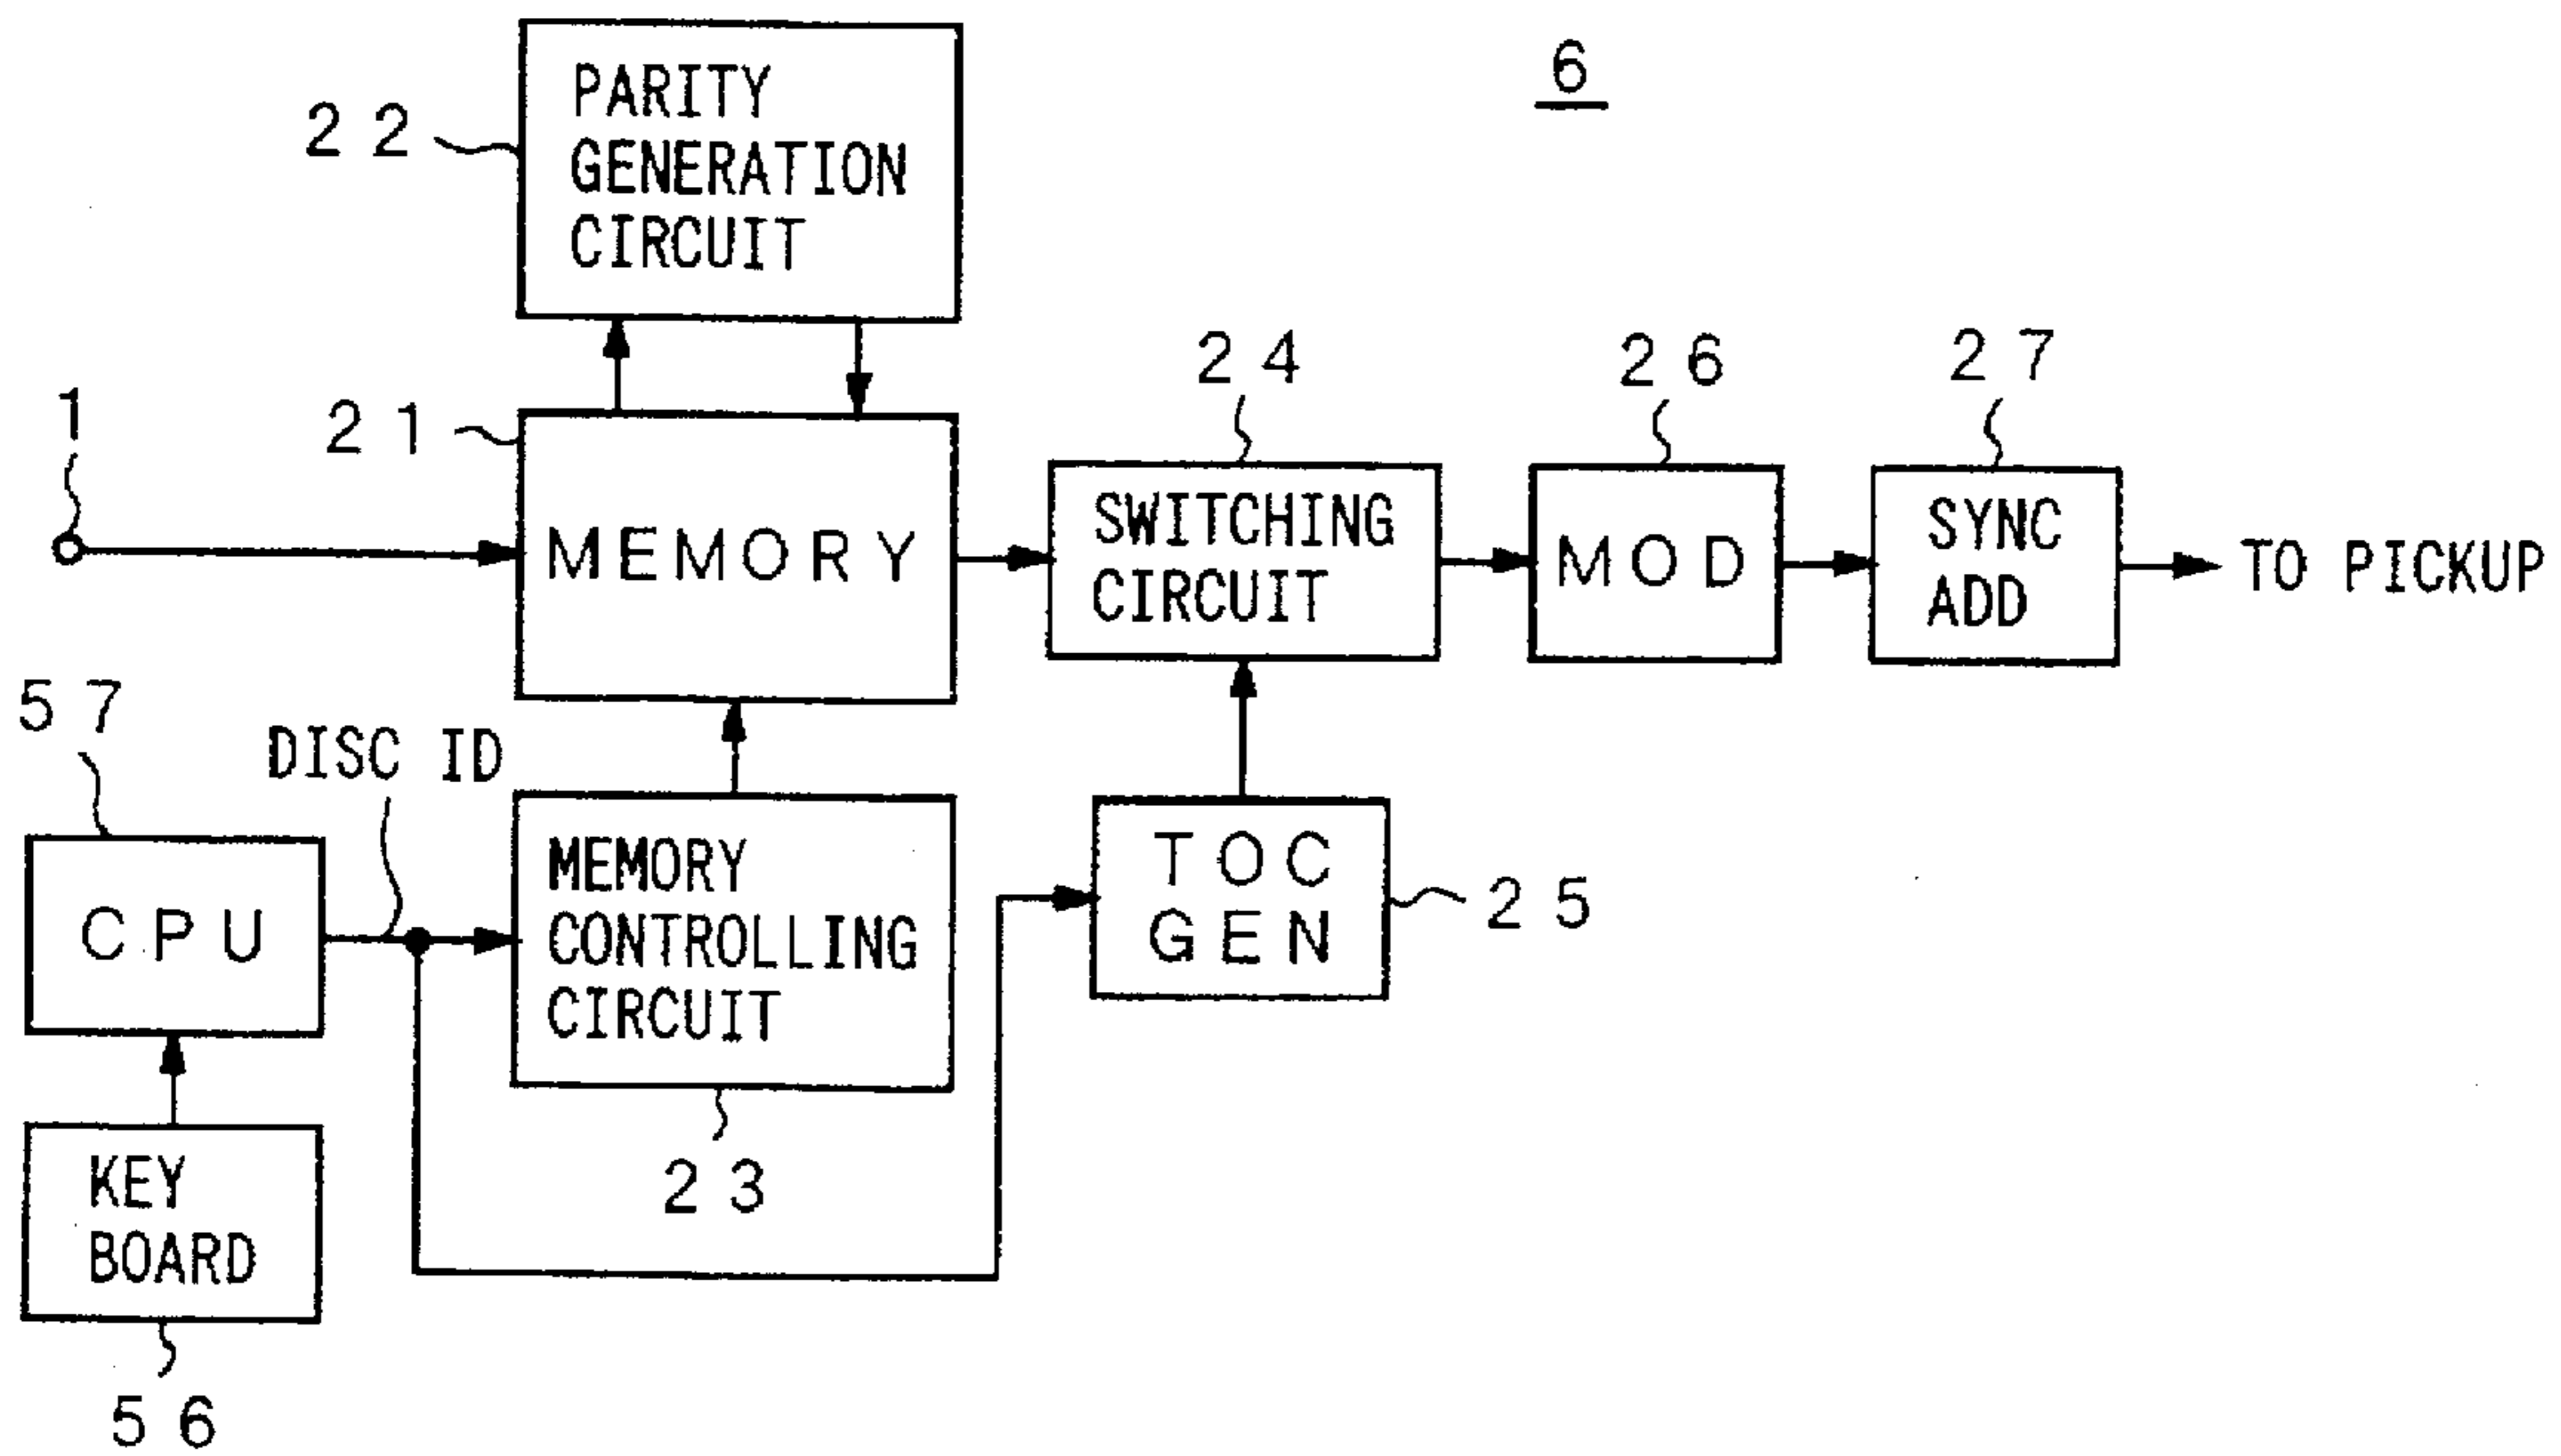 PARITY
GENERATION
CIRCUIT
22
6
1
21
MEMORY
24
SWITCHING
CIRCUIT
26
MOD
27
SYNC
ADD
TO PICKUP
57
DISC ID
CPU
MEMORY
CONTROLLING
CIRCUIT
23
TOC
GEN
25
KEY
BOARD
56